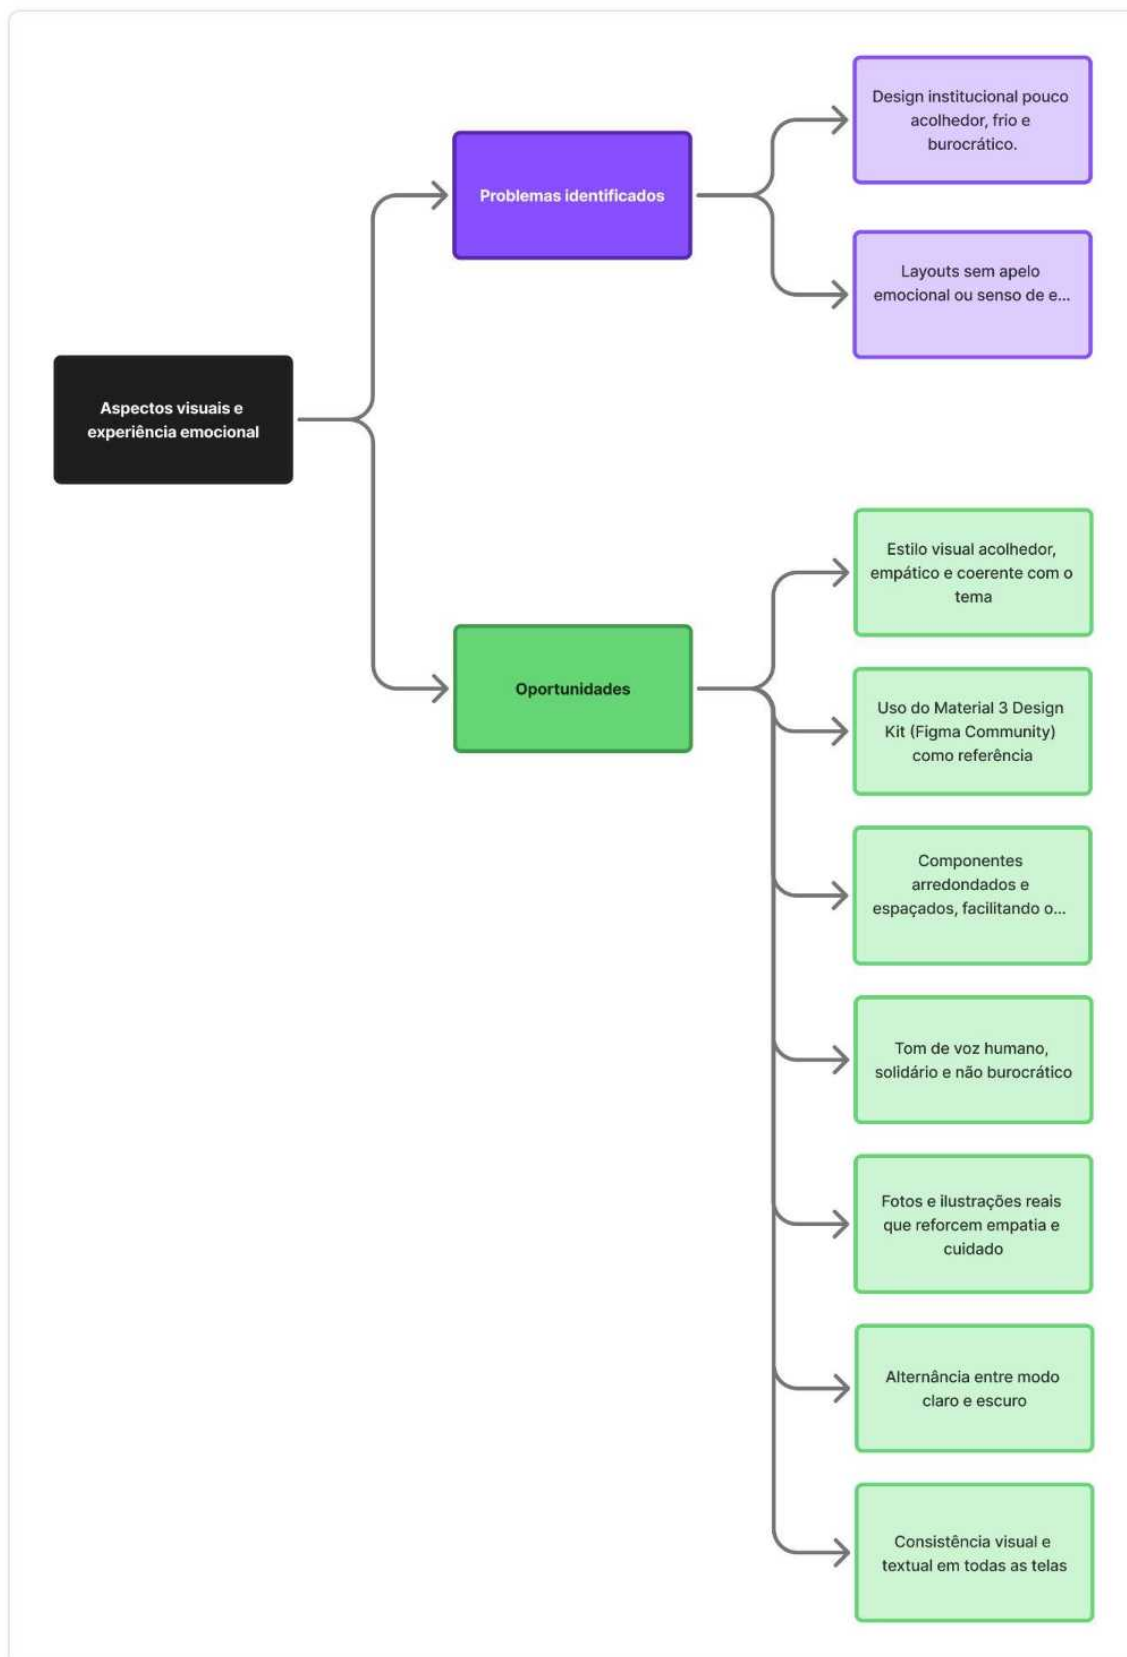 Design institucional pouco
acolhedor, frio e
burocrático.
Problemas identificados
Layouts sem apelo
emocional ou senso de e...
Aspectos visuais e
experiência emocional
Estilo visual acolhedor,
empático e coerente com o
tema
Oportunidades
Uso do Material 3 Design
Kit (Figma Community)
como referência
Componentes
arredondados e
espaçados, facilitando o...
Tom de voz humano,
solidário e não burocrático
Fotos e ilustrações reais
que reforcem empatia e
cuidado
Alternância entre modo
claro e escuro
Consistência visual e
textual em todas as telas